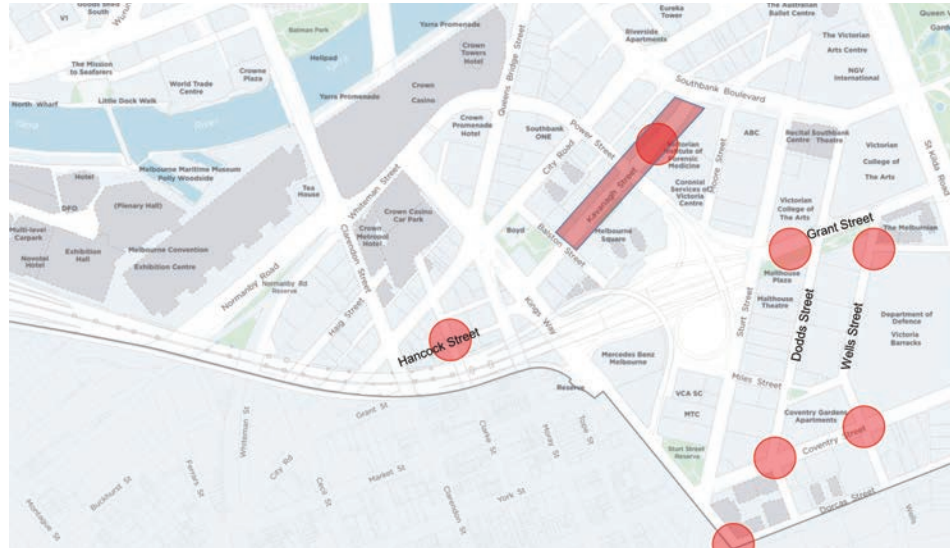 Goods Shed
South
V1
Batman Park
Yarra Promenade
Helipad
Crown
Towers
Hotel
Queens Bridge Street
Eureka
Tower
Riverside
Apartments
The Australian
Ballet Centre
The Victorian
Arts Centre
NGV
International
Queen V
Gard
The Mission
to Seafarers
World Trade
Centre
Crowne
Plaza
North Wharf
Little Dock Walk
River
Yarra Promenade
Crown
Casino
Crown
Promenade
Hotel
Southbank
ONE
Power Street
City Road
Southbank Boulevard
ABC
Recital
Centre
Southbank
Theatre
Victorian
College of
The Arts
St Kilda Road
Victorian
Institute of
Forensic
Medicine
Moore Street
Coronial
Services of
Victoria
Centre
Kavanagh Street
Hotel
Melbourne Maritime Museum
Polly Woodside
DFO
(Plenary Hall)
Tea
House
Whiteman Street
Multi-level
Carpark
Novotel
Hotel
Exhibition
Hall
Melbourne Convention
Exhibition Centre
Crown Casino
Car Park
Crown
Metropol
Hotel
Clarendon Street
Boyd
Balston Street
Melbourne
Square
Victorian
College of
The Arts
Grant Street
The Melburnian
Malthouse
Plaza
Malthouse
Theatre
Normanby Road
Normanby Rd
Reserve
Haig Street
Hancock Street
Kings Way
Sturt Street
Dodds Street
Wells Street
Department of
Defence
Victoria
Barracks
Mercedes Benz
Melbourne
Reserve
Miles Street
VCA SC
MTC
Coventry Gardens
Apartments
Coventry Street
Sturt Street
Reserve
Dorcas Street
Wells
Grant St
Whiteman St
City Rd
Ferrars St
Cecil St
Market St
Clarke St
Moray St
Tope St
York St
Clarendon St
Buckhurst St
Montague St